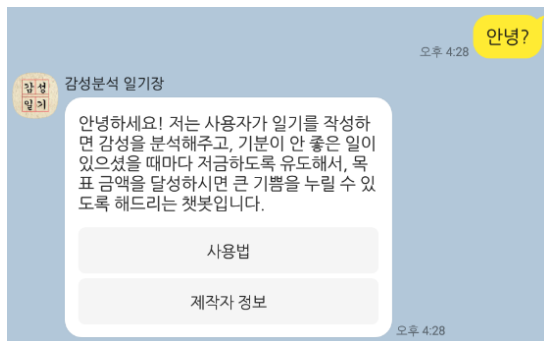 안녕?
오후 4:28
감성
일기
감성분석 일기장
안녕하세요! 저는 사용자가 일기를 작성하
면 감성을 분석해주고, 기분이 안 좋은 일이
있으셨을 때마다 저금하도록 유도해서, 목
표 금액을 달성하시면 큰 기쁨을 누릴 수 있
도록 해드리는 챗봇입니다.
사용법
제작자 정보
오후 4:28